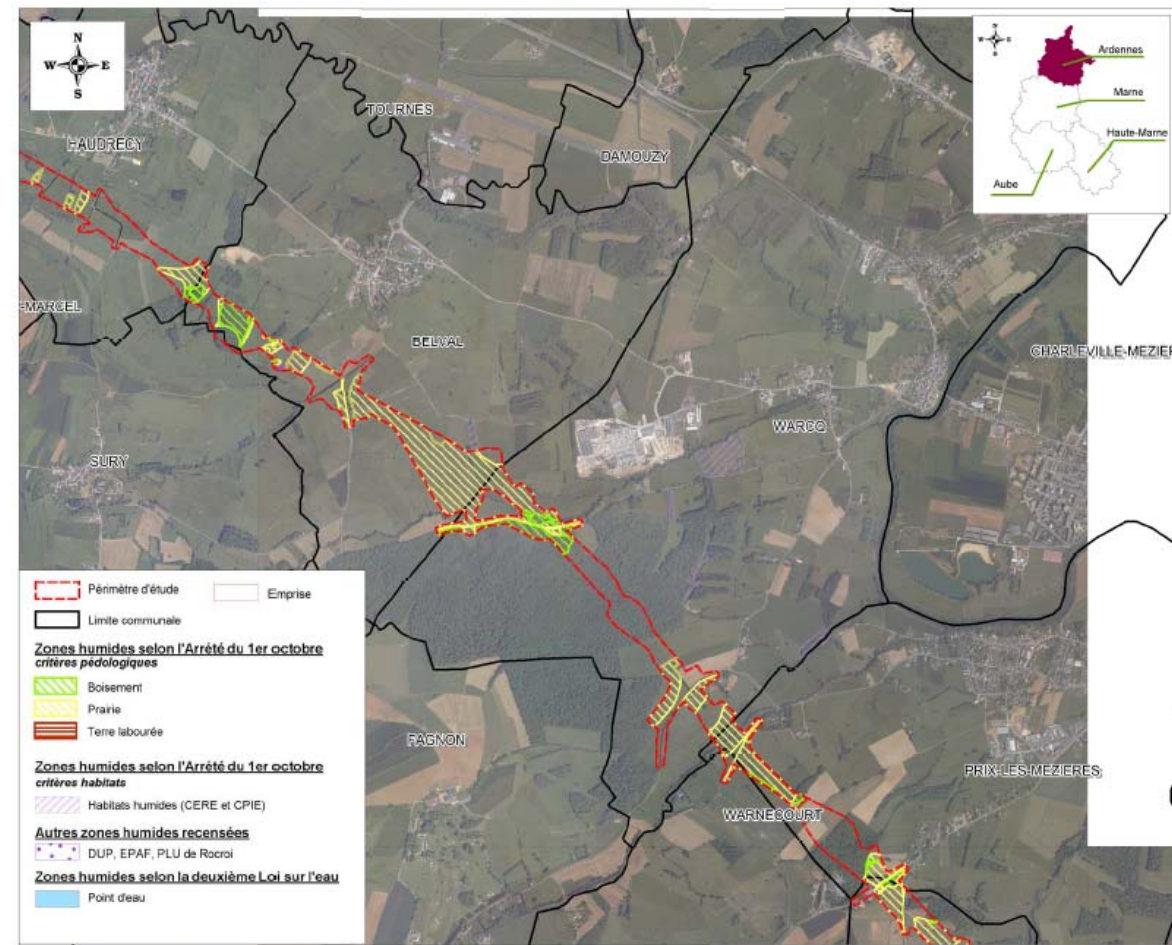 N
W E
S
HAUDRECY
TOURNES
DAMOUZY
-MARCEL
BELVAL
SURY
WARCQ
CHARLEVILLE-MEZIER
FAGNON
PRIX-LES-MEZIERES
WARNECOURT
N
W E
S
Ardennes
Marne
Haute-Marne
Aube
Périmètre d'étude
Emprise
Limite communale
Zones humides selon l'Arrété du 1er octobre
critères pédologiques
Boisement
Prairie
Terre labourée
Zones humides selon l'Arrété du 1er octobre
critères habitats
Habitats humides (CERE et CPIE)
Autres zones humides recensées
DUP, EPAF, PLU de Rocroi
Zones humides selon la deuxième Loi sur l'eau
Point d'eau